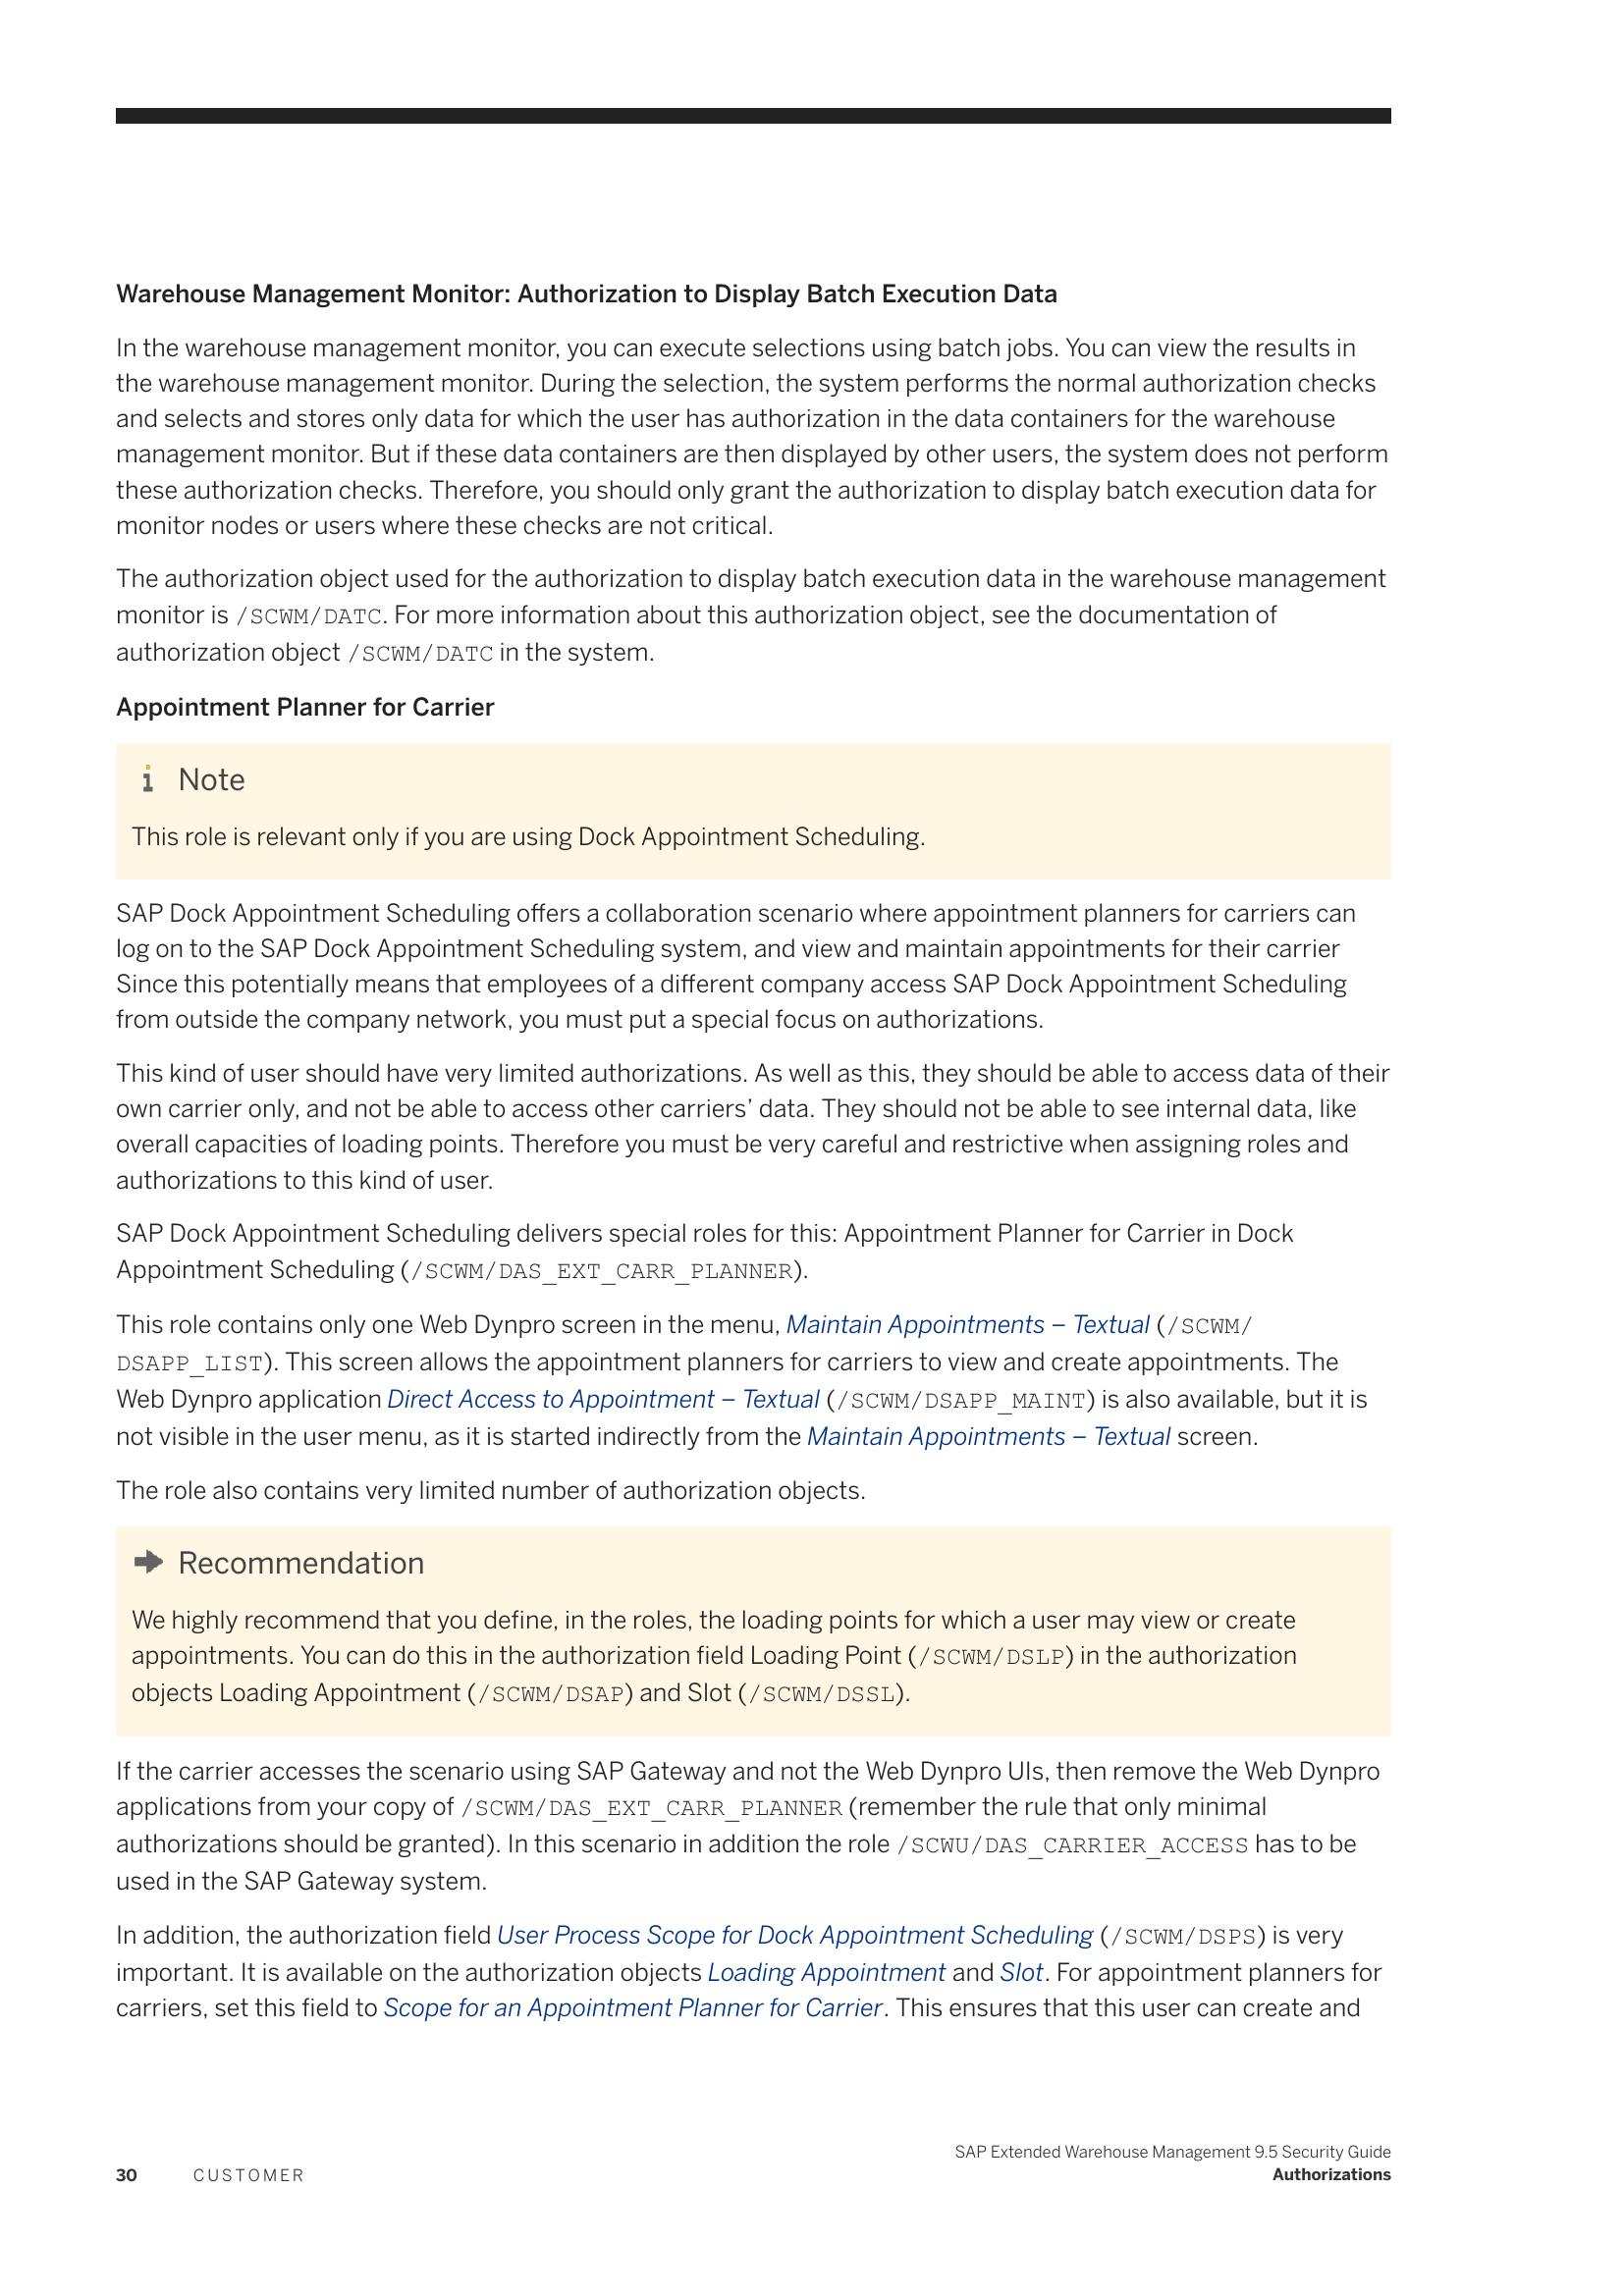 Warehouse Management Monitor: Authorization to Display Batch Execution Data
In the warehouse management monitor, you can execute selections using batch jobs. You can view the results in
the warehouse management monitor. During the selection, the system performs the normal authorization checks
and selects and stores only data for which the user has authorization in the data containers for the warehouse
management monitor. But if these data containers are then displayed by other users, the system does not perform
these authorization checks. Therefore, you should only grant the authorization to display batch execution data for
monitor nodes or users where these checks are not critical.
The authorization object used for the authorization to display batch execution data in the warehouse management
monitor is /SCWM/DATC. For more information about this authorization object, see the documentation of
authorization object /SCWM/DATC in the system.
Appointment Planner for Carrier
i Note
This role is relevant only if you are using Dock Appointment Scheduling.
SAP Dock Appointment Scheduling offers a collaboration scenario where appointment planners for carriers can
log on to the SAP Dock Appointment Scheduling system, and view and maintain appointments for their carrier
Since this potentially means that employees of a different company access SAP Dock Appointment Scheduling
from outside the company network, you must put a special focus on authorizations.
This kind of user should have very limited authorizations. As well as this, they should be able to access data of their
own carrier only, and not be able to access other carriers’ data. They should not be able to see internal data, like
overall capacities of loading points. Therefore you must be very careful and restrictive when assigning roles and
authorizations to this kind of user.
SAP Dock Appointment Scheduling delivers special roles for this: Appointment Planner for Carrier in Dock
Appointment Scheduling (/SCWM/DAS_EXT_CARR_PLANNER).
This role contains only one Web Dynpro screen in the menu, Maintain Appointments – Textual (/SCWM/
DSAPP_LIST). This screen allows the appointment planners for carriers to view and create appointments. The
Web Dynpro application Direct Access to Appointment – Textual (/SCWM/DSAPP_MAINT) is also available, but it is
not visible in the user menu, as it is started indirectly from the Maintain Appointments – Textual screen.
The role also contains very limited number of authorization objects.
Recommendation
We highly recommend that you define, in the roles, the loading points for which a user may view or create
appointments. You can do this in the authorization field Loading Point (/SCWM/DSLP) in the authorization
objects Loading Appointment (/SCWM/DSAP) and Slot (/SCWM/DSSL).
If the carrier accesses the scenario using SAP Gateway and not the Web Dynpro UIs, then remove the Web Dynpro
applications from your copy of /SCWM/DAS_EXT_CARR_PLANNER (remember the rule that only minimal
authorizations should be granted). In this scenario in addition the role /SCWU/DAS_CARRIER_ACCESS has to be
used in the SAP Gateway system.
In addition, the authorization field User Process Scope for Dock Appointment Scheduling (/SCWM/DSPS) is very
important. It is available on the authorization objects Loading Appointment and Slot. For appointment planners for
carriers, set this field to Scope for an Appointment Planner for Carrier. This ensures that this user can create and
SAP Extended Warehouse Management 9.5 Security Guide
30 CUSTOMER Authorizations